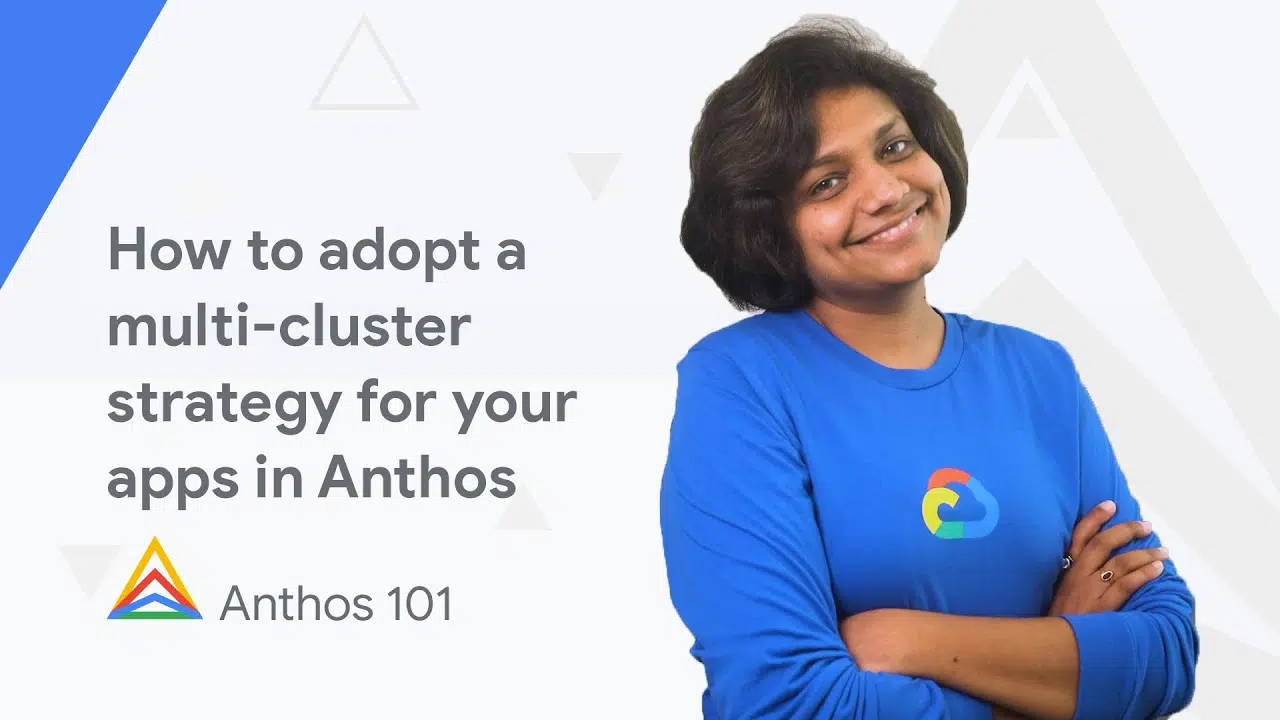 How to adopt a
multi-cluster
strategy for your
apps in Anthos
Anthos 101